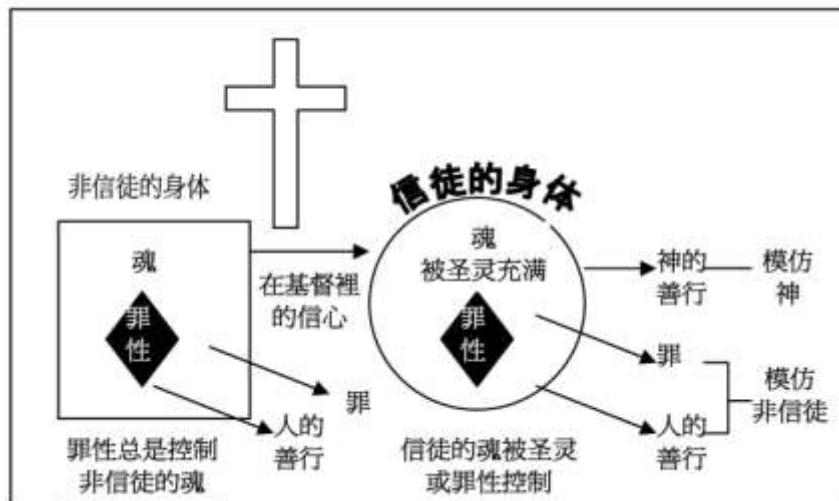 非信徒的身体
魂
罪
性
罪
人的
善行
罪性总是控制
非信徒的魂
在基督裡
的信心
信徒的身体
魂
被圣灵充满
罪
性
信徒的魂被圣灵
或罪性控制
神的
善行
模仿
神
罪
人的
善行
模仿
非信徒